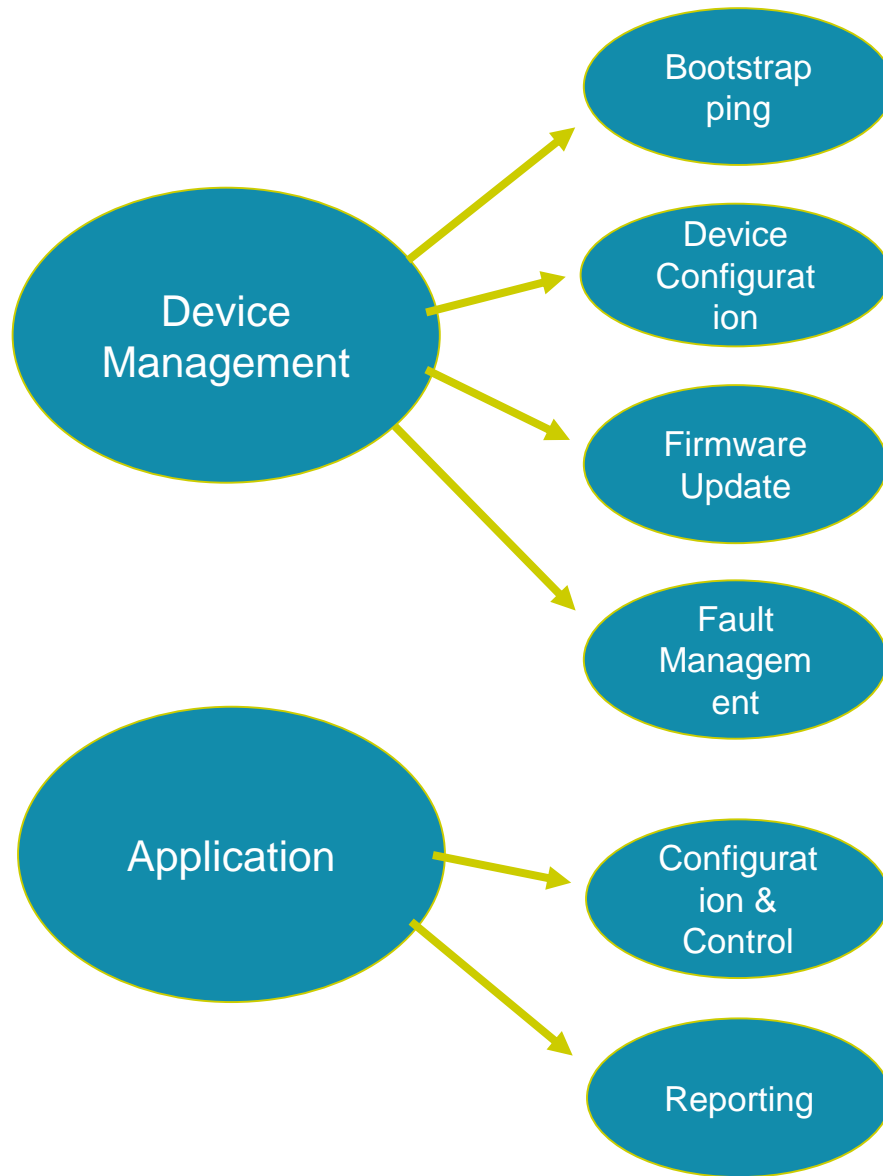 Bootstrap
ping
Device
Configurat
ion
Device
Management
Firmware
Update
Fault
Managem
ent
Application
Configurat
ion &
Control
Reporting